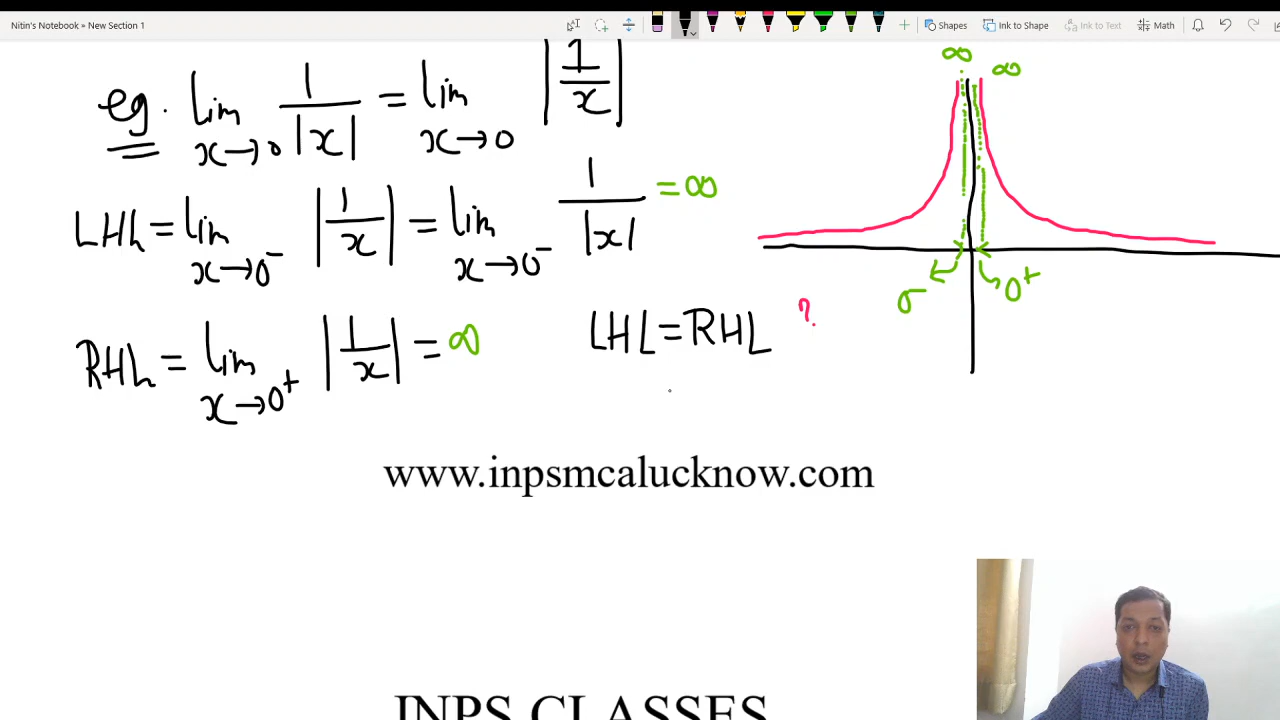 Nitin's Notebook » New Section 1
Shapes Ink to Shape Ink to Text Math
eg. lim x→0 1/|x| = lim x→0 |1/x|
LHL = lim x→0⁻ |1/x| = lim x→0⁻ 1/|x| = ∞
RHL = lim x→0⁺ |1/x| = ∞
LHL = RHL ?
∞ ∞
0⁻ 0⁺
www.inpsmcalucknow.com
INPS CLASSES